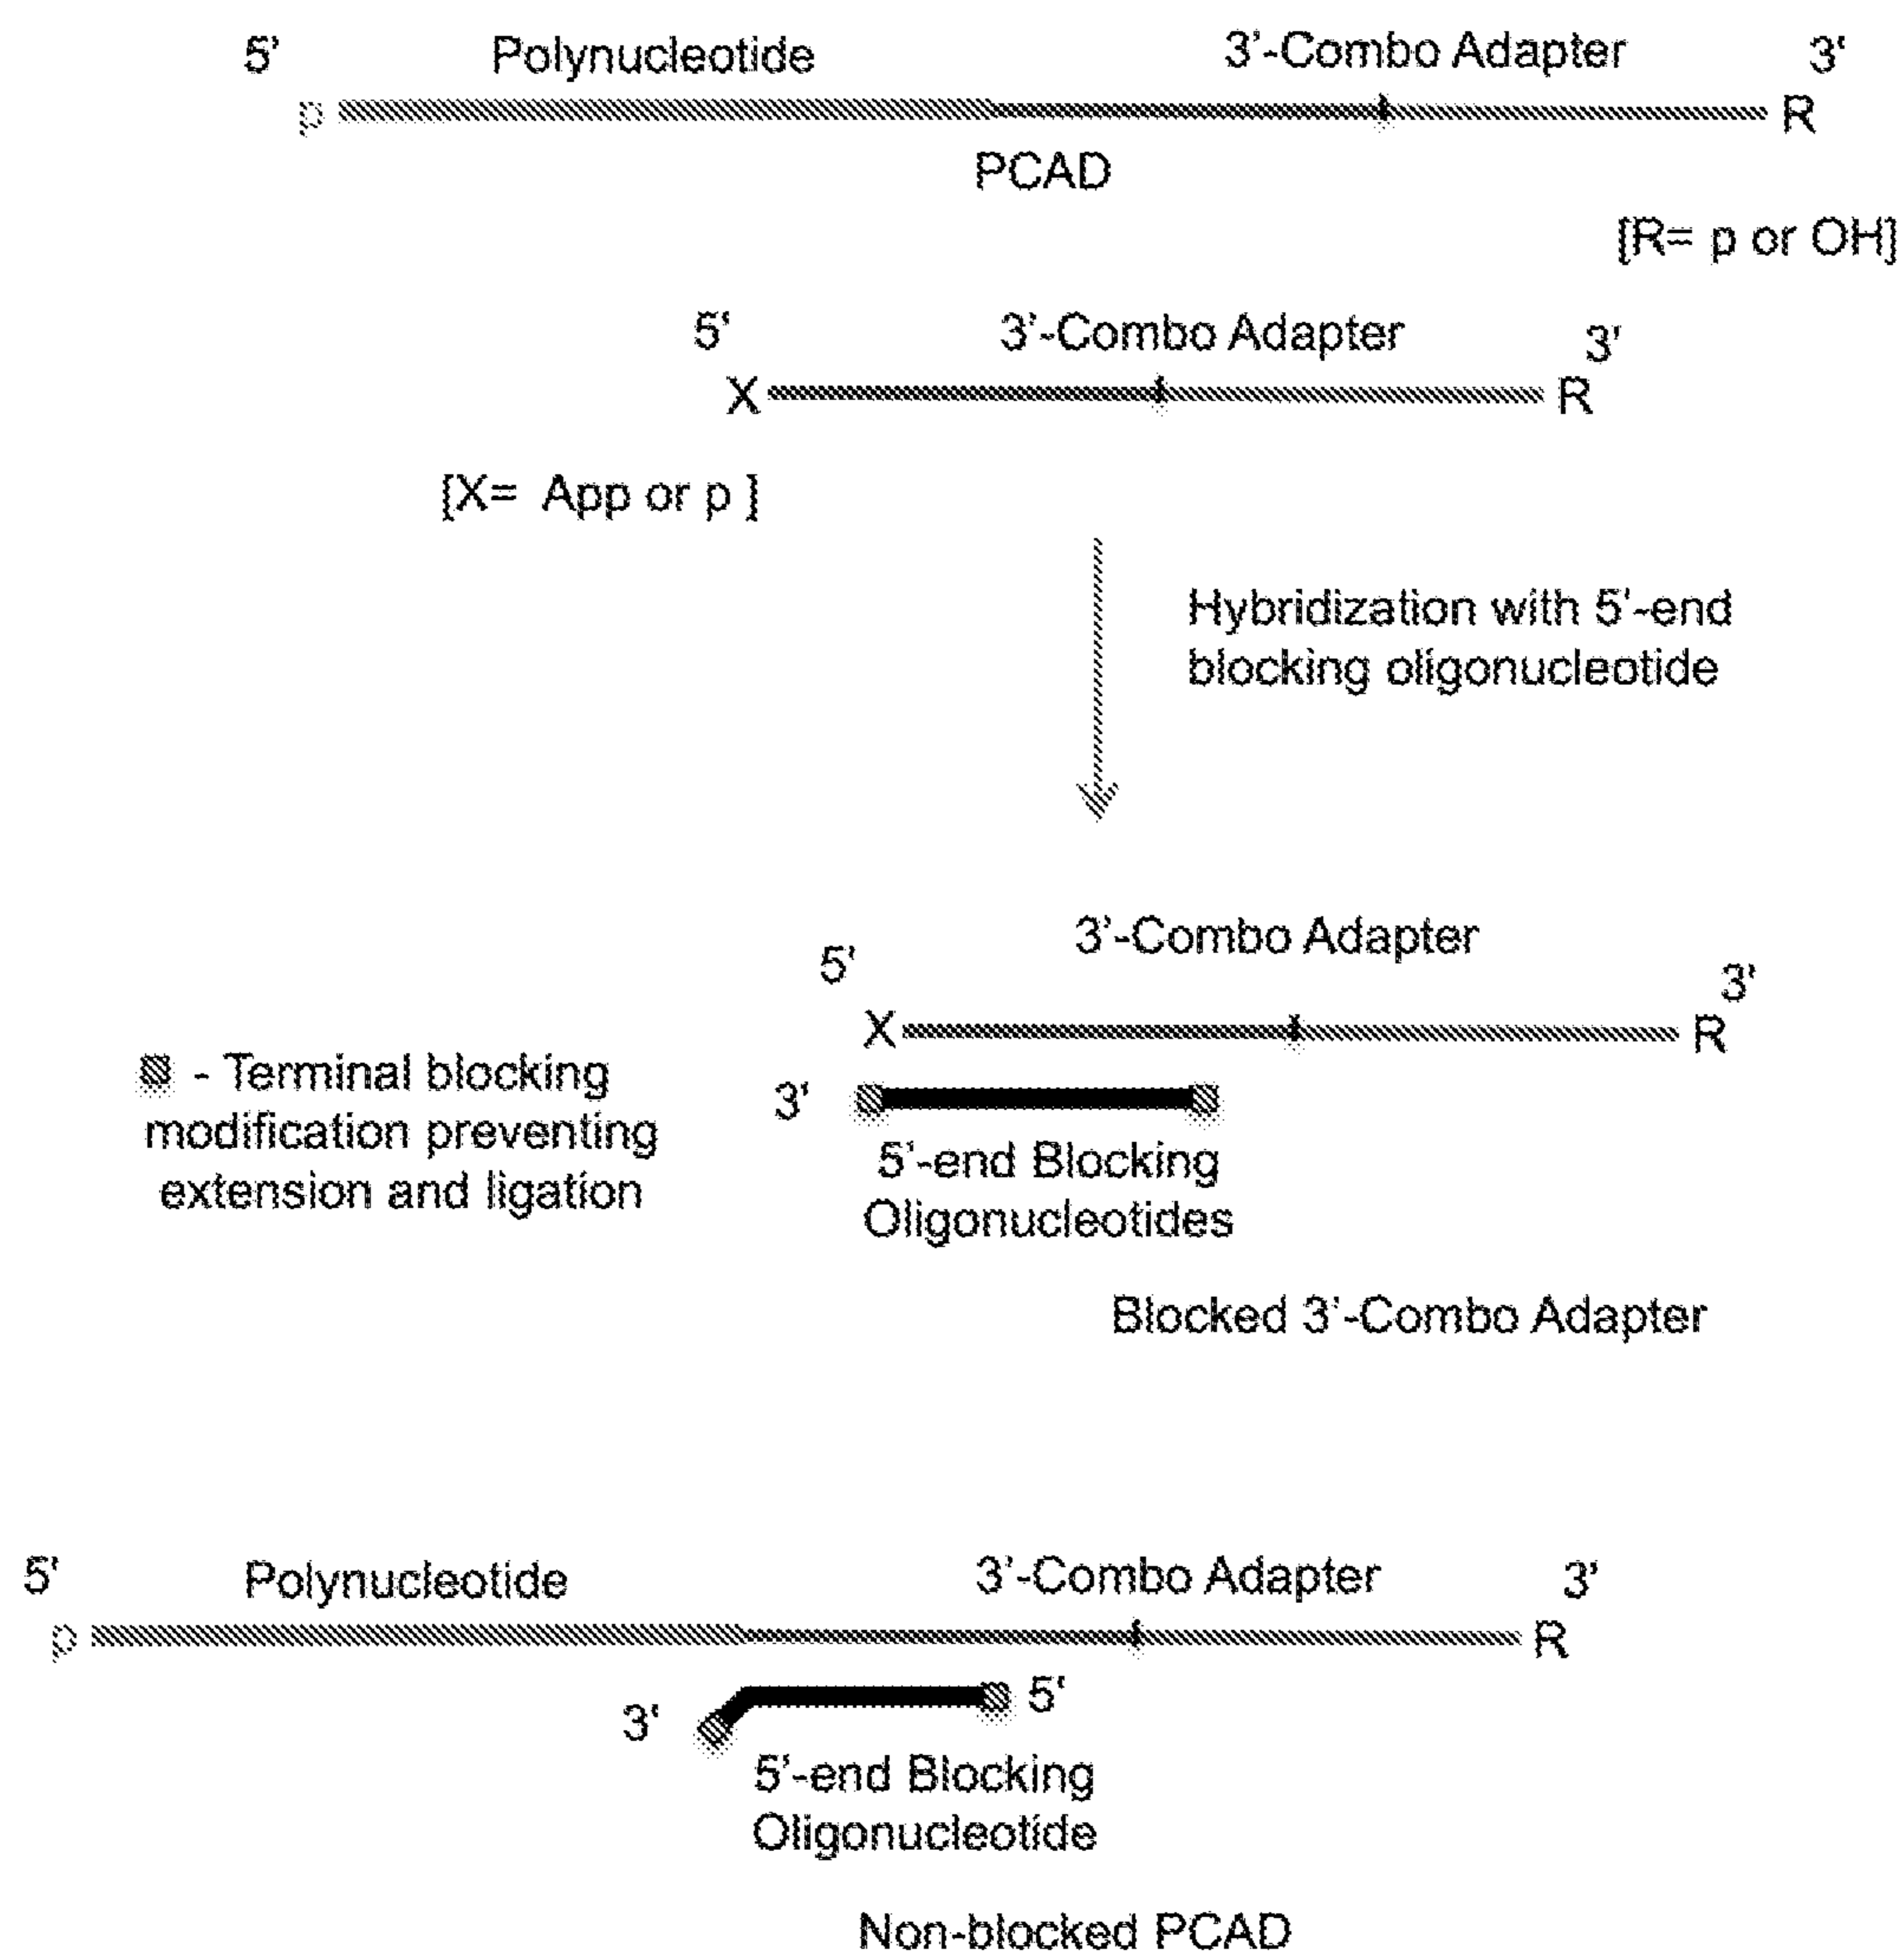 5' Polynucleotide 3'-Combo Adapter 3'
p R
PCAD
[R= p or OH]
5' 3'-Combo Adapter 3'
X R
[X= App or p ]
Hybridization with 5'-end
blocking oligonucleotide
3'-Combo Adapter
5' 3'
X R
- Terminal blocking
modification preventing
extension and ligation
3'
5'-end Blocking
Oligonucleotides
Blocked 3'-Combo Adapter
5' Polynucleotide 3'-Combo Adapter 3'
p R
3' 5'
5'-end Blocking
Oligonucleotide
Non-blocked PCAD